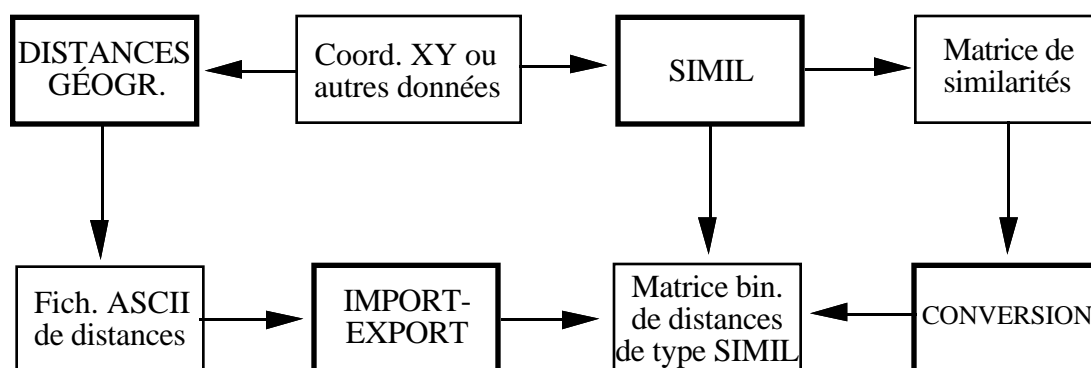 DISTANCES
GÉOGR.
Coord. XY ou
autres données
SIMIL
Matrice de
similarités
Fich. ASCII
de distances
IMPORT-
EXPORT
Matrice bin.
de distances
de type SIMIL
CONVERSION